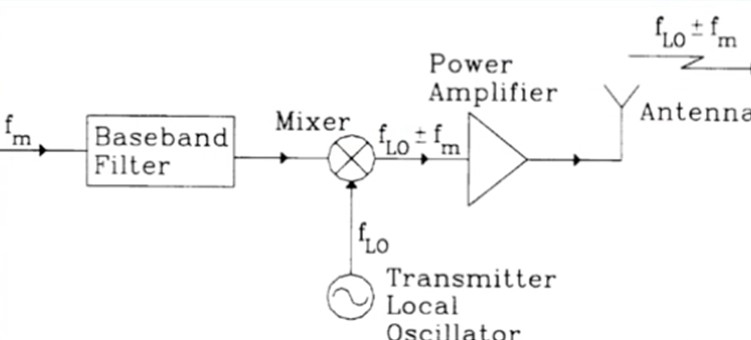 f_LO ± f_m
Power
Amplifier
Antenna
f_m
Baseband
Filter
Mixer
f_LO ± f_m
f_LO
Transmitter
Local
Oscillator